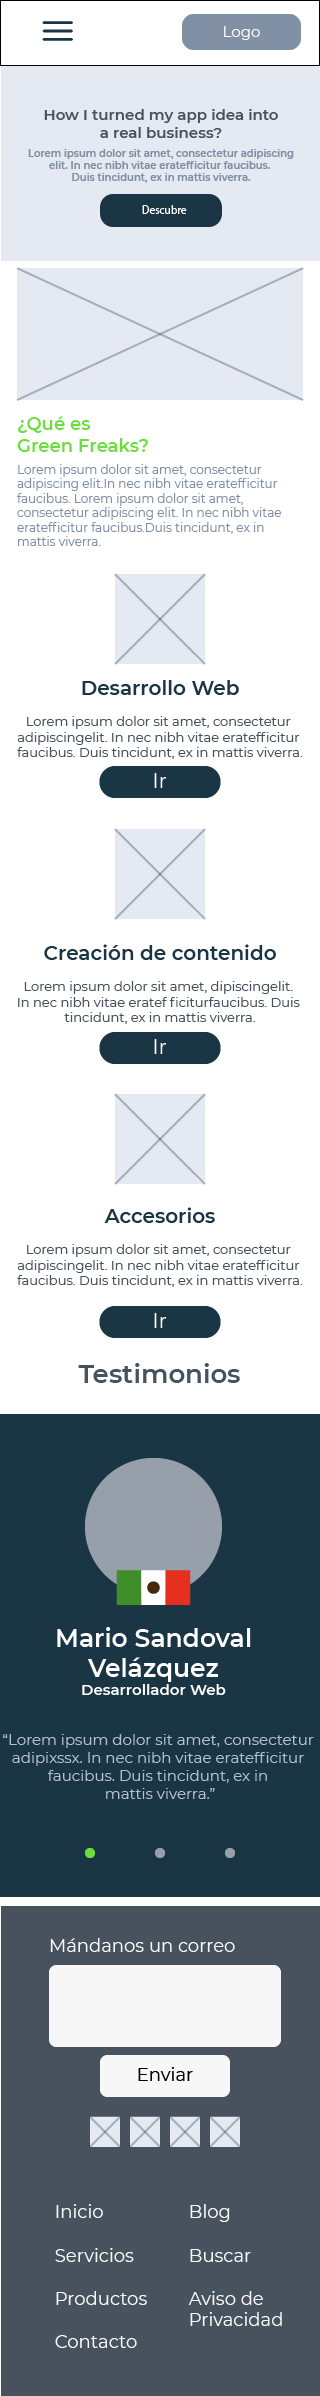 Logo
How I turned my app idea into
a real business?
Lorem ipsum dolor sit amet, consectetur adipiscing
elit. In nec nibh vitae eratefficitur faucibus.
Duis tincidunt, ex in mattis viverra.
Descubre
¿Qué es
Green Freaks?
Lorem ipsum dolor sit amet, consectetur
adipiscing elit.In nec nibh vitae eratefficitur
faucibus. Lorem ipsum dolor sit amet,
consectetur adipiscing elit. In nec nibh vitae
eratefficitur faucibus.Duis tincidunt, ex in
mattis viverra.
Desarrollo Web
Lorem ipsum dolor sit amet, consectetur
adipiscingelit. In nec nibh vitae eratefficitur
faucibus. Duis tincidunt, ex in mattis viverra.
Ir
Creación de contenido
Lorem ipsum dolor sit amet, dipiscingelit.
In nec nibh vitae eratef ficiturfaucibus. Duis
tincidunt, ex in mattis viverra.
Ir
Accesorios
Lorem ipsum dolor sit amet, consectetur
adipiscingelit. In nec nibh vitae eratefficitur
faucibus. Duis tincidunt, ex in mattis viverra.
Ir
Testimonios
Mario Sandoval
Velázquez
Desarrollador Web
“Lorem ipsum dolor sit amet, consectetur
adipixssx. In nec nibh vitae eratefficitur
faucibus. Duis tincidunt, ex in
mattis viverra.”
Mándanos un correo
Enviar
Inicio
Servicios
Productos
Contacto
Blog
Buscar
Aviso de
Privacidad